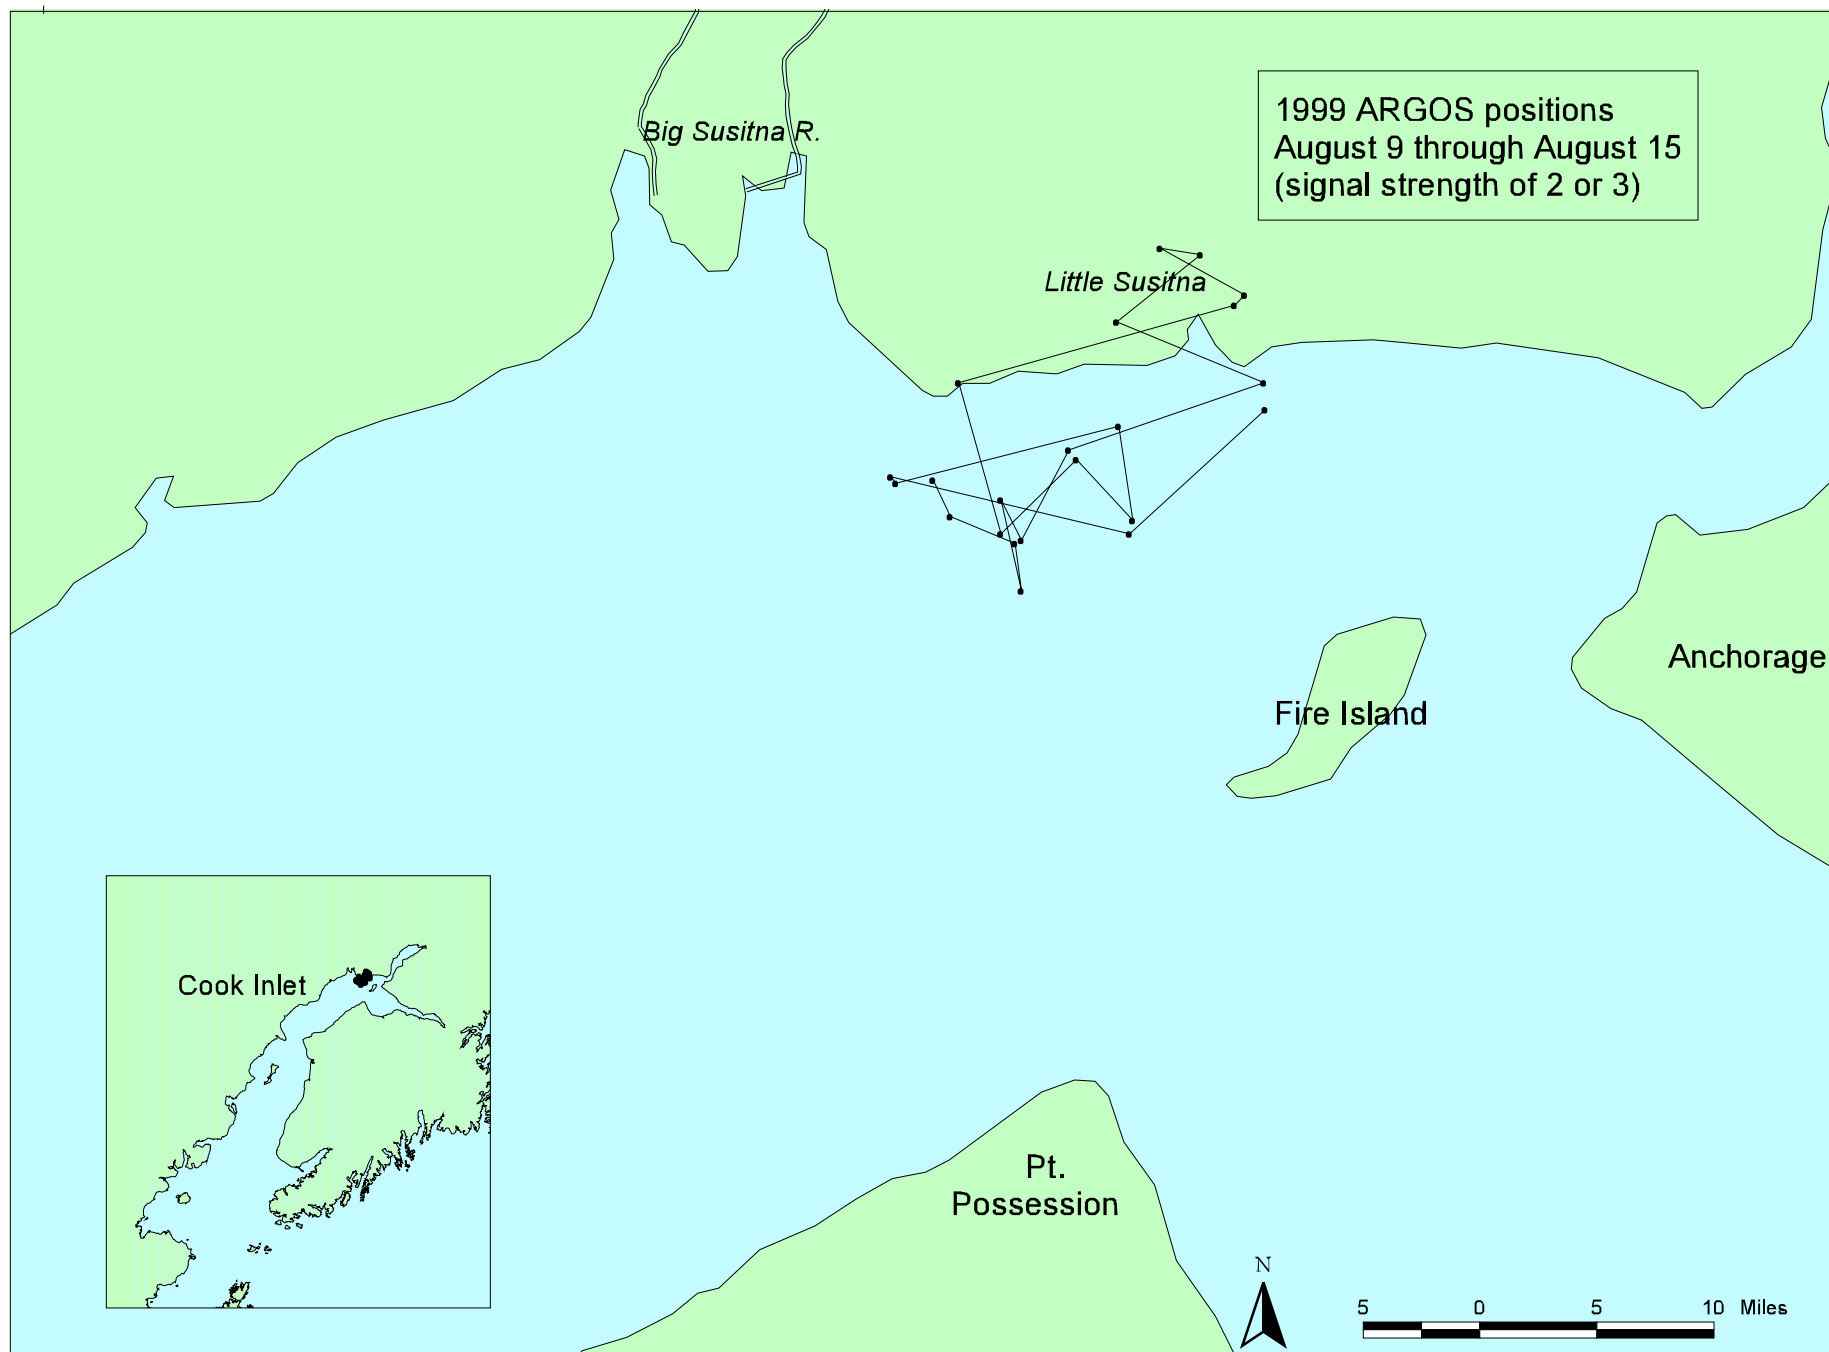 1999 ARGOS positions
August 9 through August 15
(signal strength of 2 or 3)
Big Susitna R.
Little Susitna
Anchorage
Fire Island
Cook Inlet
Pt.
Possession
N
5 0 5 10 Miles